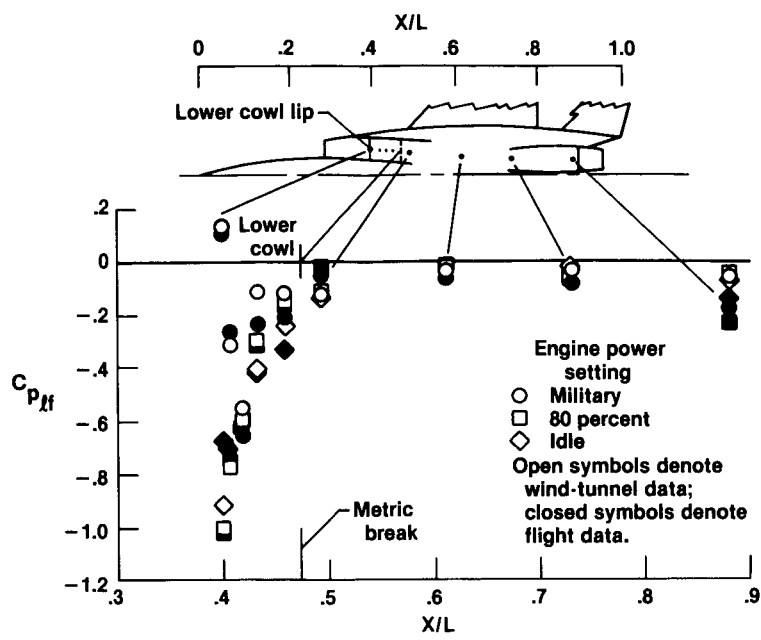 X/L
0 .2 .4 .5 .6 .8 1.0
Lower cowl lip
.2
Lower
cowl
0
−.2
−.4
−.6
−.8
−1.0
−1.2
C p ℓf
Engine power
setting
Military
80 percent
Idle
Open symbols denote
wind-tunnel data;
closed symbols denote
flight data.
Metric
break
.3 .4 .5 .6 .7 .8 .9
X/L